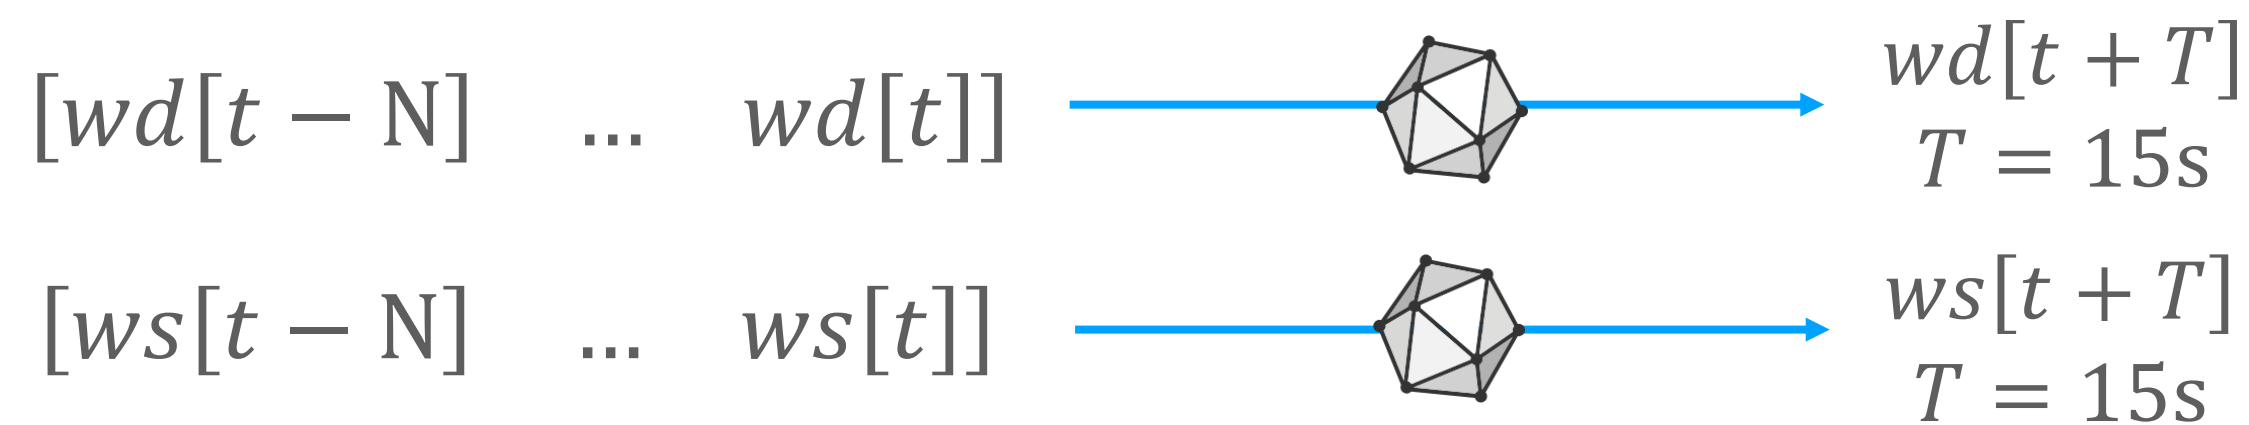 [wd[t − N] ... wd[t]]
wd[t + T]
T = 15s
[ws[t − N] ... ws[t]]
ws[t + T]
T = 15s